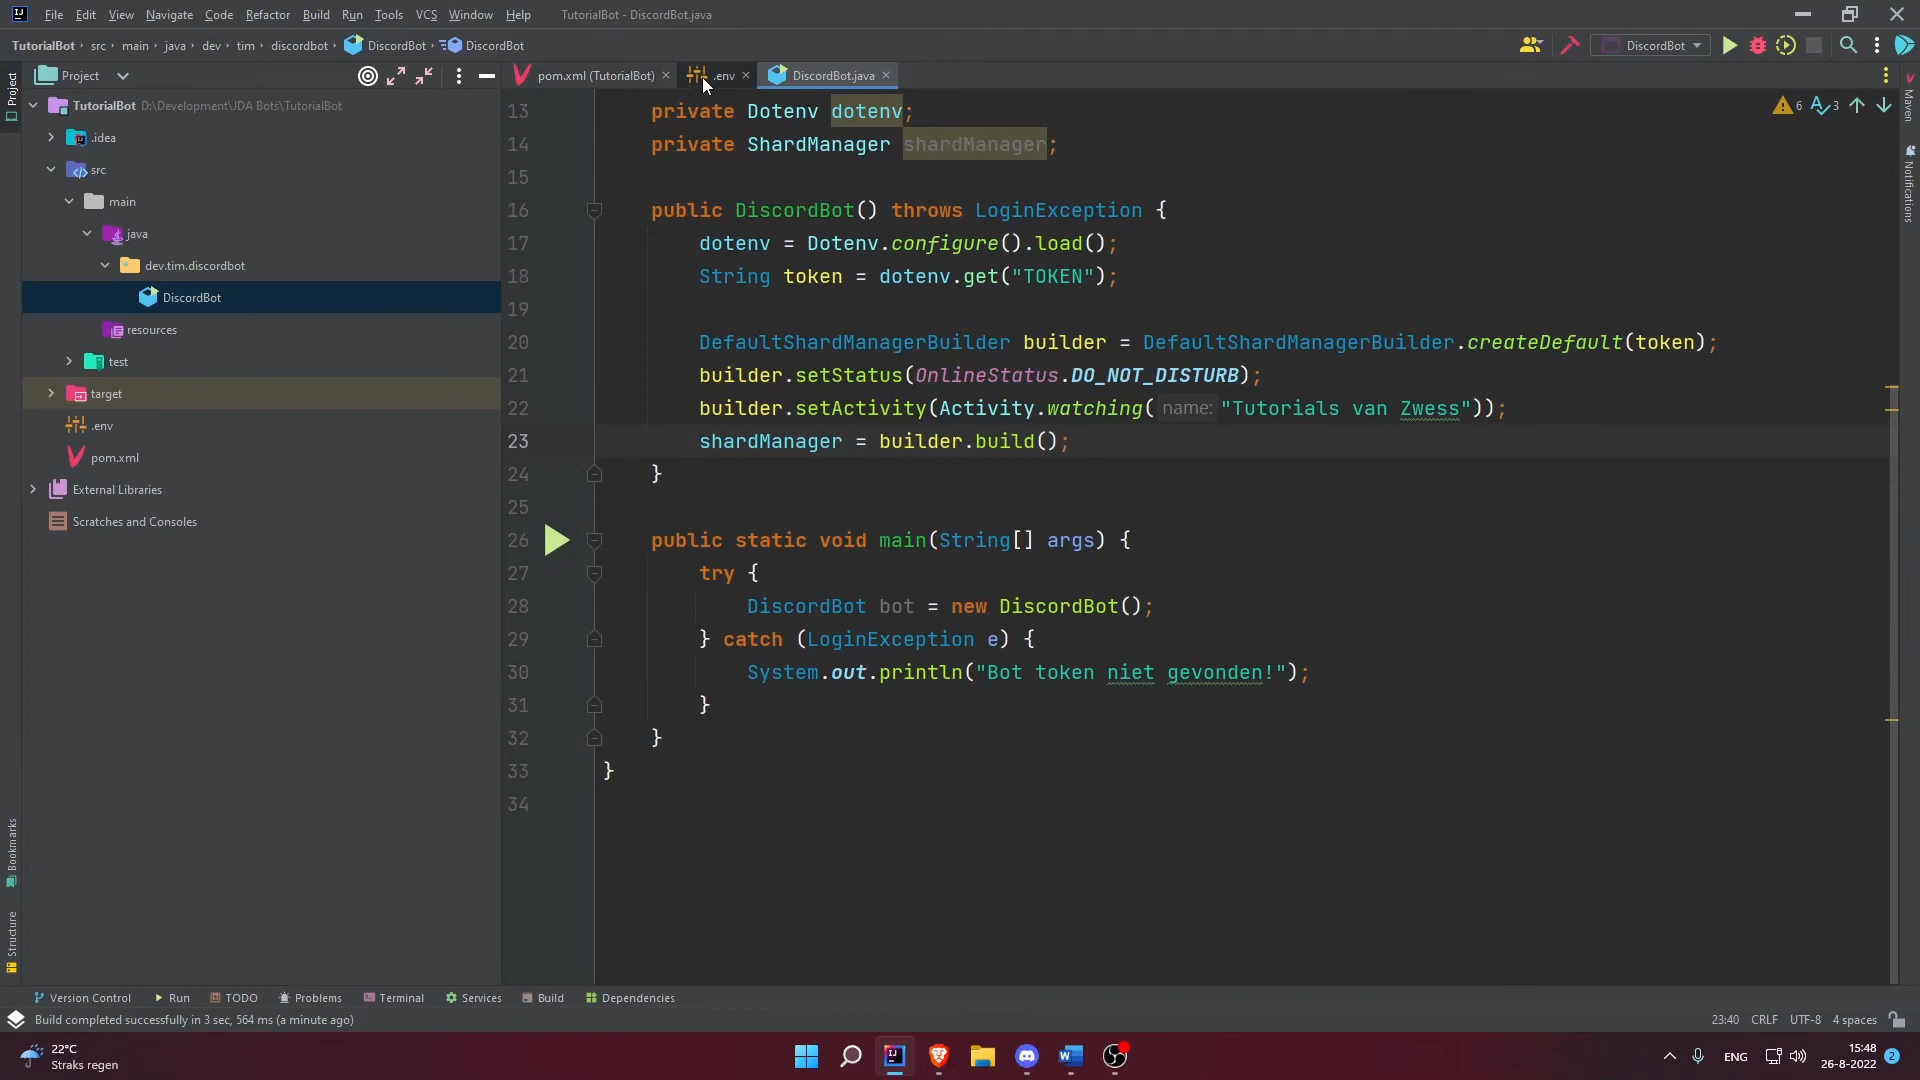 File Edit View Navigate Code Refactor Build Run Tools VCS Window Help TutorialBot - DiscordBot.java
TutorialBot src main java dev tim discordbot DiscordBot DiscordBot
DiscordBot
Project
Project
pom.xml (TutorialBot)
.env
DiscordBot.java
TutorialBot D:\Development\JDA Bots\TutorialBot
.idea
src
main
java
dev.tim.discordbot
DiscordBot
resources
test
target
.env
pom.xml
External Libraries
Scratches and Consoles
Bookmarks
Structure
Maven
Notifications
6 3
13 private Dotenv dotenv;
14 private ShardManager shardManager;
15
16 public DiscordBot() throws LoginException {
17 dotenv = Dotenv.configure().load();
18 String token = dotenv.get("TOKEN");
19
20 DefaultShardManagerBuilder builder = DefaultShardManagerBuilder.createDefault(token);
21 builder.setStatus(OnlineStatus.DO_NOT_DISTURB);
22 builder.setActivity(Activity.watching( name: "Tutorials van Zwess"));
23 shardManager = builder.build();
24 }
25
26 public static void main(String[] args) {
27 try {
28 DiscordBot bot = new DiscordBot();
29 } catch (LoginException e) {
30 System.out.println("Bot token niet gevonden!");
31 }
32 }
33 }
34
Version Control Run TODO Problems Terminal Services Build Dependencies
Build completed successfully in 3 sec, 564 ms (a minute ago)
23:40 CRLF UTF-8 4 spaces
22°C
Straks regen
ENG
15:48
26-8-2022
2